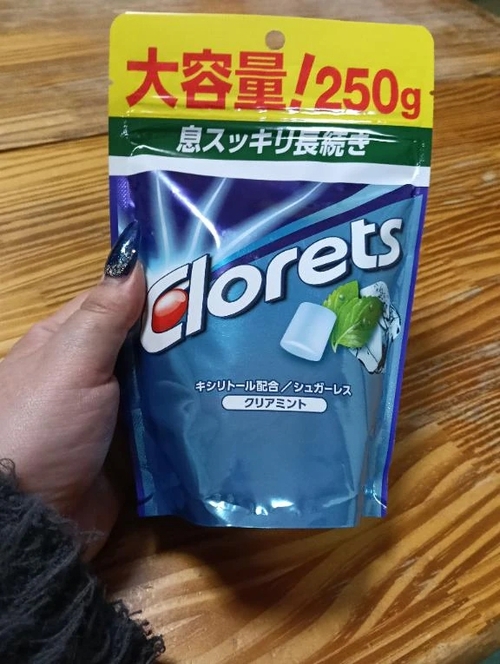 大容量!250g
息スッキリ長続き
Clorets
キシリトール配合/シュガーレス
クリアミント